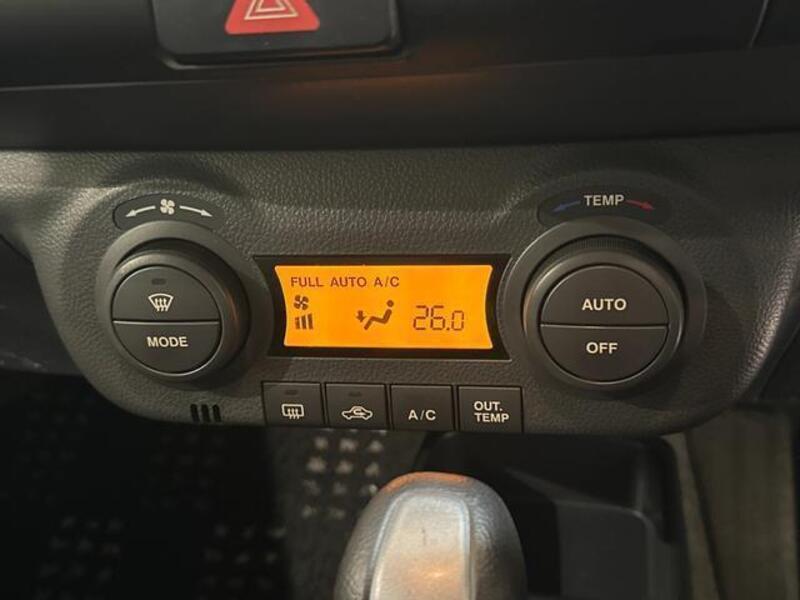 TEMP
FULL AUTO A/C
26.0
MODE
AUTO
OFF
A/C
OUT.
TEMP